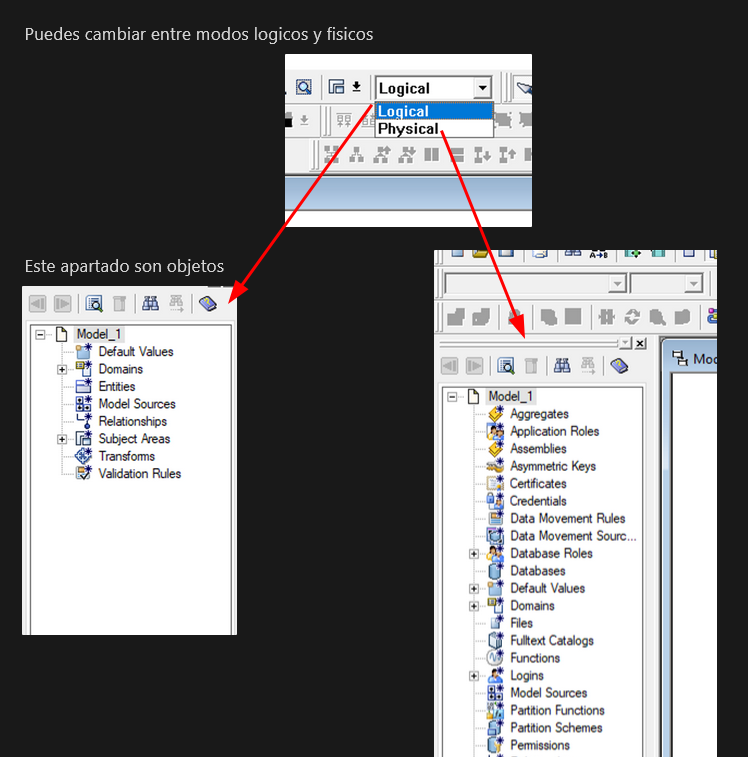 Puedes cambiar entre modos logicos y fisicos
Logical
Logical
Physical
Este apartado son objetos
Model_1
Default Values
Domains
Entities
Model Sources
Relationships
Subject Areas
Transforms
Validation Rules
A→B
Mod
Model_1
Aggregates
Application Roles
Assemblies
Asymmetric Keys
Certificates
Credentials
Data Movement Rules
Data Movement Sourc...
Database Roles
Databases
Default Values
Domains
Files
Fulltext Catalogs
Functions
Logins
Model Sources
Partition Functions
Partition Schemes
Permissions